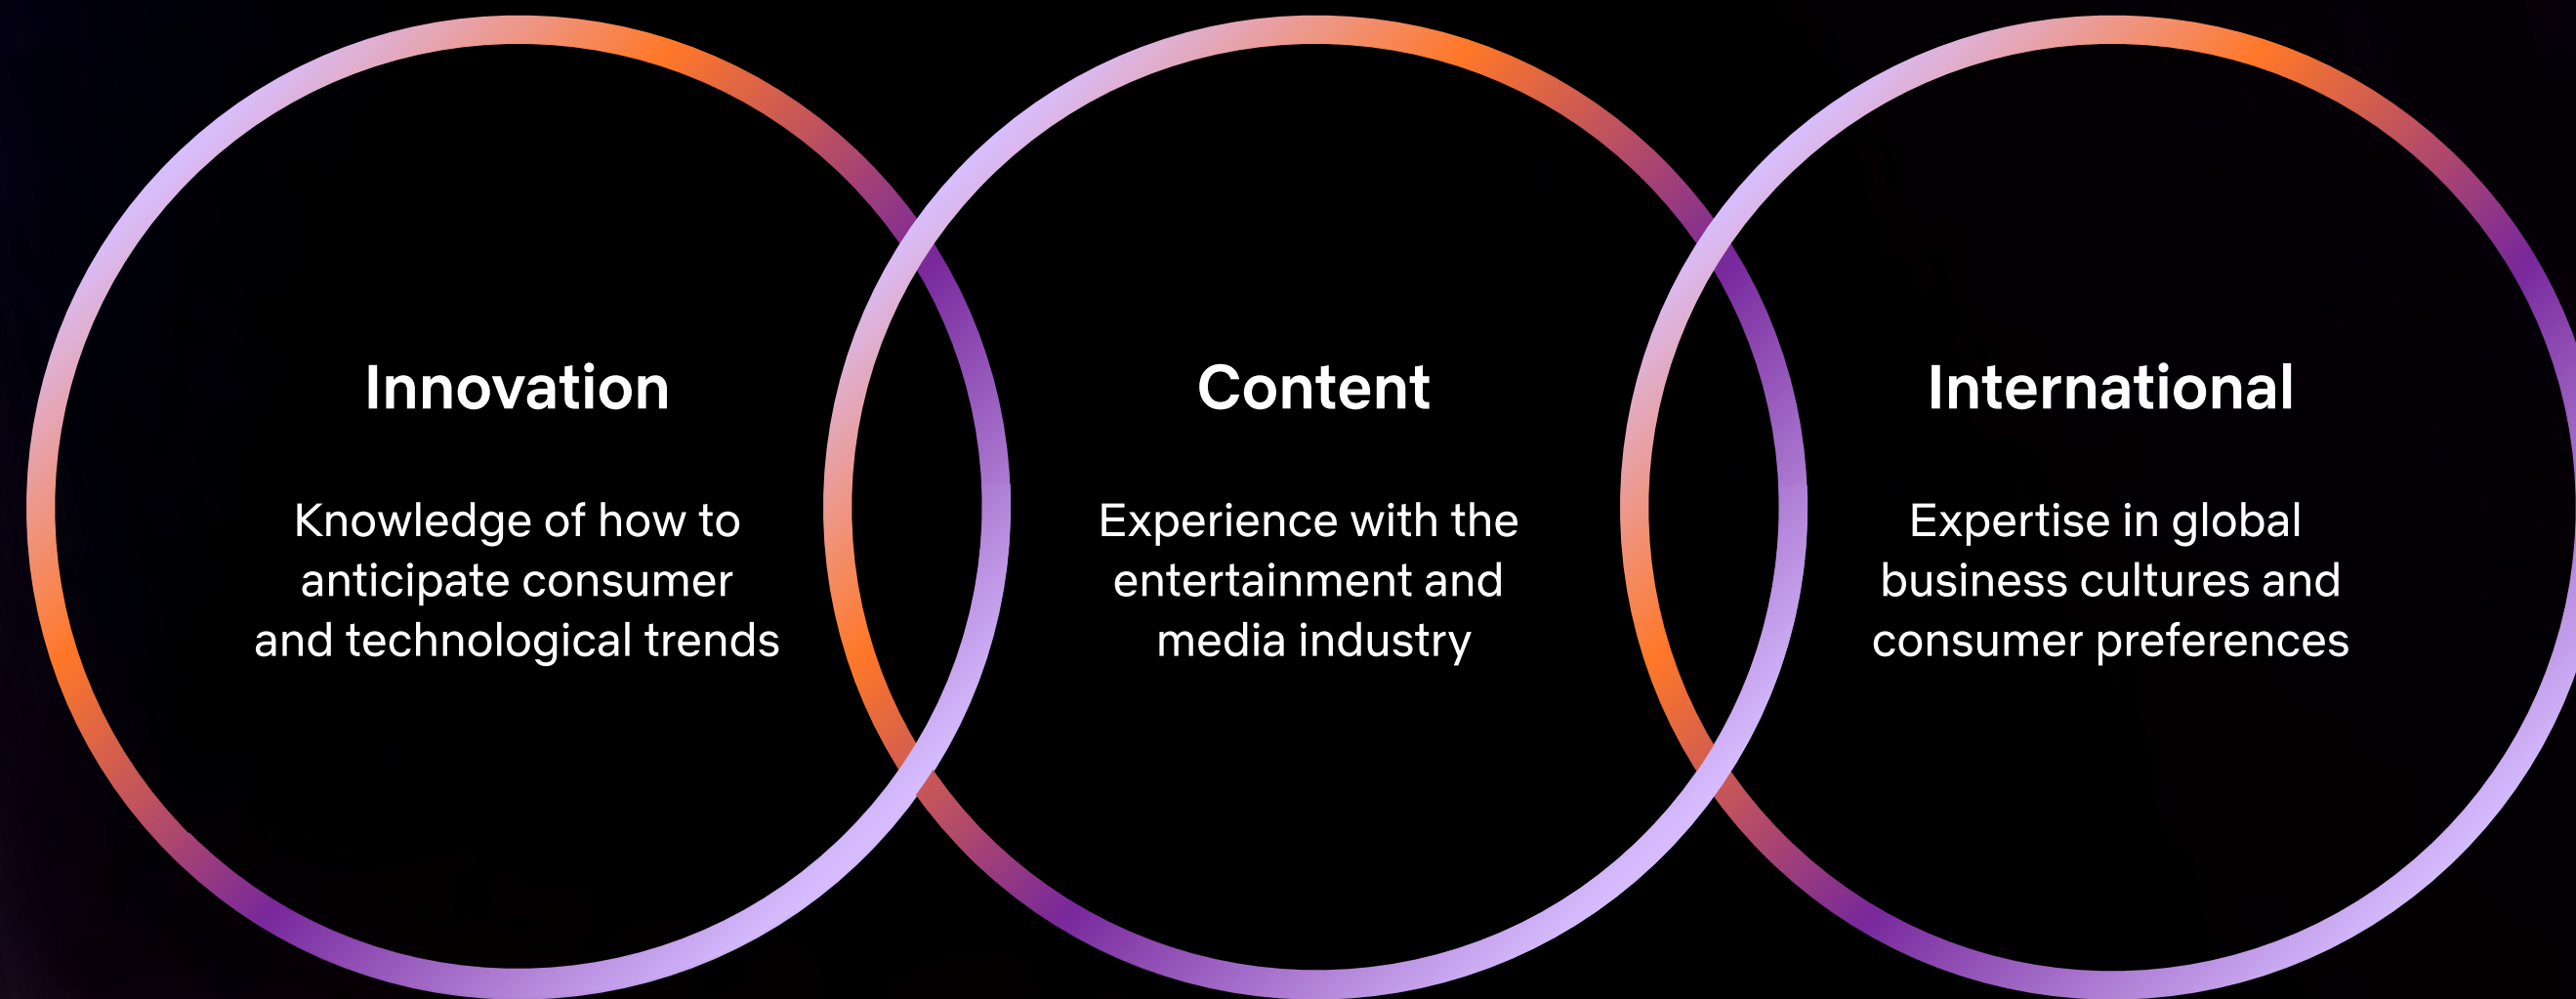 Innovation
Knowledge of how to
anticipate consumer
and technological trends
Content
Experience with the
entertainment and
media industry
International
Expertise in global
business cultures and
consumer preferences